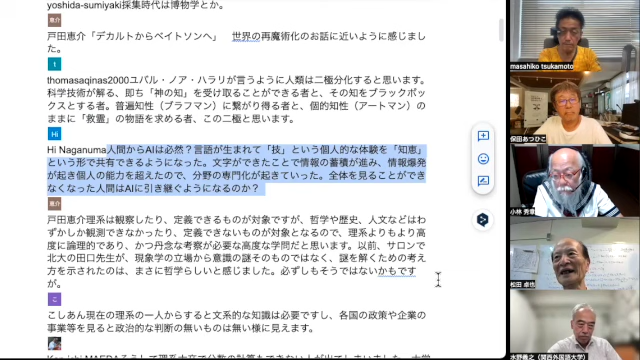 yoshida-sumiyaki採集時代は博物学とか。
恵介
戸田恵介「デカルトからベイトソンへ」　世界の再魔術化のお話に近いように感じまし
た。
t
thomasaqinas2000ユバル・ノア・ハラリが言うように人類は二極分化すると思います。
科学技術が解る、即ち「神の知」を受け取ることができる者と、その知をブラックボ
ックスとする者。普遍知性（ブラフマン）に繋がり得る者と、個的知性（アートマン）の
ままに「救霊」の物語を求める者、この二極と思います。
Hi
Hi Naganuma人間からAIは必然？言語が生まれて「技」という個人的な体験を「知恵」
という形で共有できるようになった。文字ができたことで情報の蓄積が進み、情報爆発
が起き個人の能力を超えたので、分野の専門化が起きていった。全体を見ることができ
なくなった人間はAIに引き継ぐようになるのか？
恵介
戸田恵介理系は観察したり、定義できるものが対象ですが、哲学や歴史、人文などはわ
ずかしか観測できなかったり、定義できないものが対象となるので、理系よりもより高
度に論理的であり、かつ丹念な考察が必要な高度な学問だと思います。以前、サロンで
北大の田口先生が、現象学の立場から意識の謎そのものではなく、謎を解くための考え
方を示されたのは、まさに哲学らしいと感じました。必ずしもそうではないかもです
が。
こ
こしあん現在の理系の一人からすると文系的な知識は必要ですし、各国の政策や企業の
事業等を見ると政治的な判断の無いものは無い様に見えます。
masahiko tsukamoto
保田あつひこ
小林 秀章
松田 卓也
水野義之（関西外国語大学）